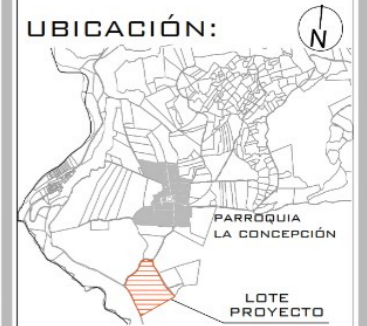 UBICACIÓN:
N
PARROQUIA
LA CONCEPCIÓN
LOTE
PROYECTO